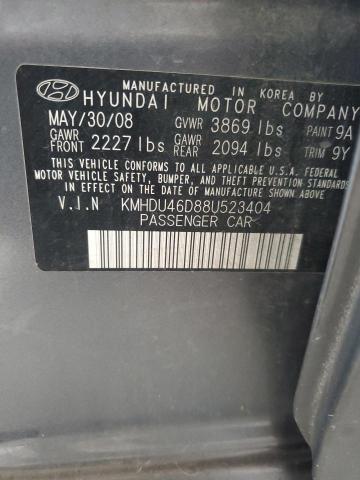 MANUFACTURED IN KOREA BY
HYUNDAI MOTOR COMPANY
MAY/30/08 GVWR 3869 lbs PAINT 9A
GAWR FRONT 2227 lbs GAWR REAR 2094 lbs TRIM 9Y
THIS VEHICLE CONFORMS TO ALL APPLICABLE U.S.A. FEDERAL
MOTOR VEHICLE SAFETY, BUMPER, AND THEFT PREVENTION
STANDARDS IN EFFECT ON THE DATE OF MANUFACTURE SHOWN ABOVE.
V.I.N KMHDU46D88U523404
PASSENGER CAR